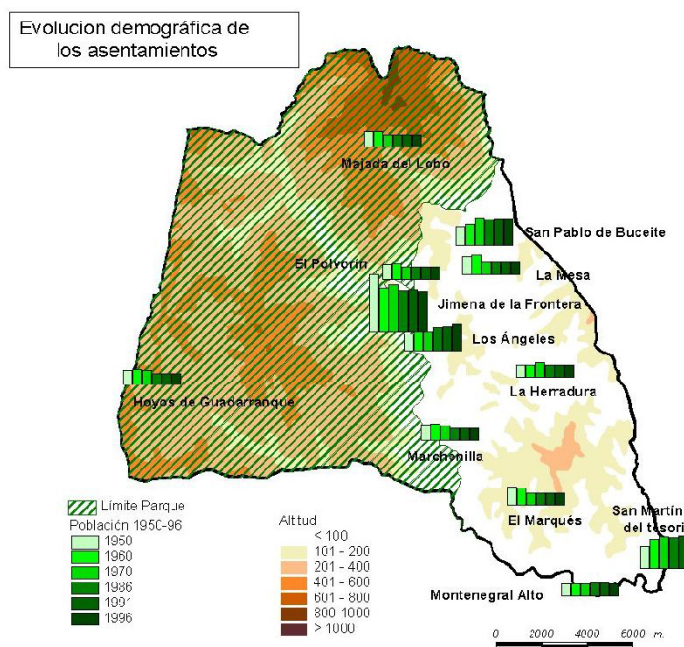 Evolucion demográfica de
los asentamientos
Majada del Lobo
San Pablo de Buceite
El Polvorín
La Mesa
Jimena de la Frontera
Los Ángeles
Hoyos de Guadarranque
La Herradura
Marchenilla
El Marqués
San Martín
del tesori
Montenegral Alto
Límite Parque
Población 1950-96
1950
1960
1970
1986
1996
Altitud
< 100
101 - 200
201 - 400
401 - 600
601 - 800
800 1000
> 1000
0 2000 4000 6000 m.